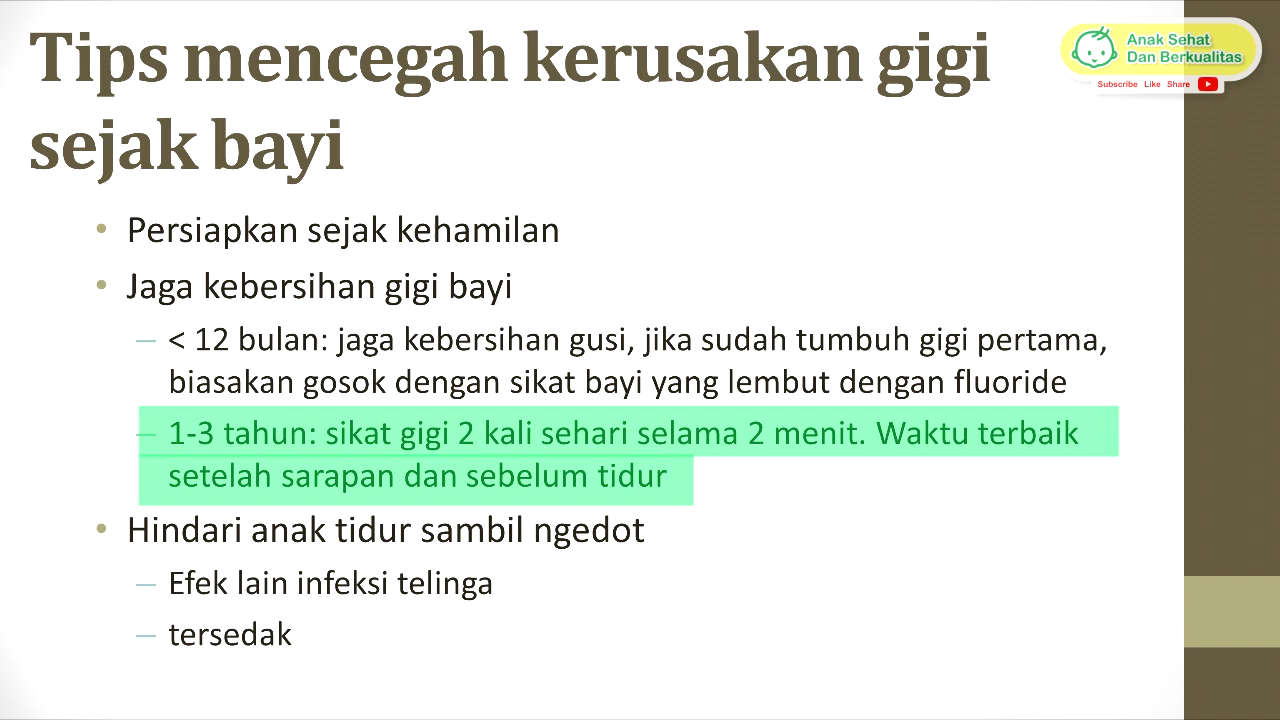 Tips mencegah kerusakan gigi
sejak bayi
Anak Sehat
Dan Berkualitas
Subscribe Like Share
• Persiapkan sejak kehamilan
• Jaga kebersihan gigi bayi
– < 12 bulan: jaga kebersihan gusi, jika sudah tumbuh gigi pertama,
biasakan gosok dengan sikat bayi yang lembut dengan fluoride
– 1-3 tahun: sikat gigi 2 kali sehari selama 2 menit. Waktu terbaik
setelah sarapan dan sebelum tidur
• Hindari anak tidur sambil ngedot
– Efek lain infeksi telinga
– tersedak